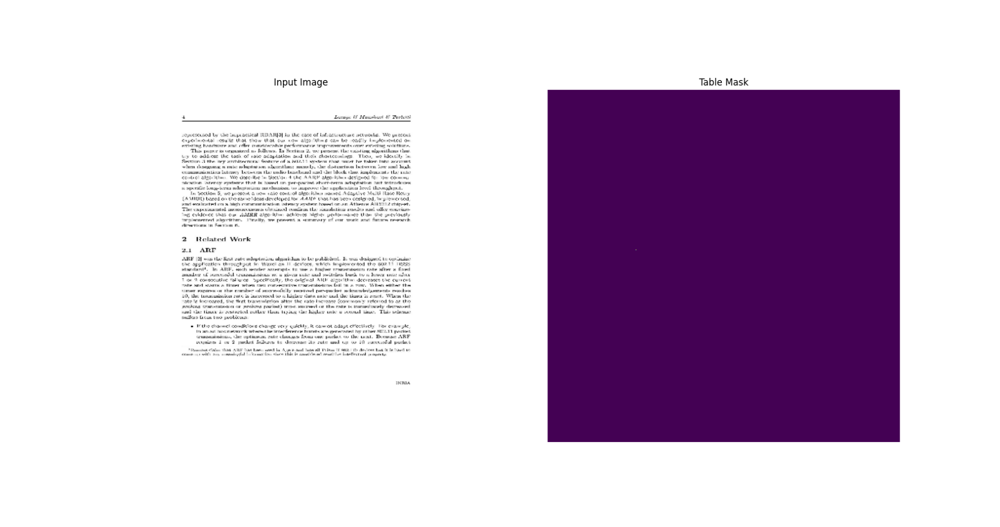 Input Image
Table Mask
4
Lacage & Manshaei & Turletti
represented by the impractical RBAR[3] in the case of infrastructure networks. We present
experimental results that show that our new algorithms can be readily implemented on
existing hardware and offer considerable performance improvements over existing solutions.
This paper is organized as follows. In Section 2, we present the existing algorithms that
try to address the task of rate adaptation and their shortcomings. Then, we identify in
Section 3 the key architectural feature of a 802.11 system that must be taken into account
when designing a rate adaptation algorithm: namely, the distinction between low and high
communication latency between the radio baseband and the block that implements the rate
control algorithm. We describe in Section 4 the AARF algorithm designed for low commu-
nication latency systems that is based on per-packet short-term adaptation but introduces
a specific long-term adaptation mechanism to improve the application level throughput.
In Section 5, we present a new rate control algorithm named Adaptive Multi Rate Retry
(AMRR) based on the same ideas developed for AARF that has been designed, implemented,
and evaluated on a high communication latency system based on an Atheros AR5212 chipset.
The experimental measurements obtained confirm the simulation results and offer convinc-
ing evidence that our AMRR algorithm achieves higher performance than the previously
implemented algorithm. Finally, we present a summary of our work and future research
directions in Section 6.
2 Related Work
2.1 ARF
ARF [2] was the first rate adaptation algorithm to be published. It was designed to optimize
the application throughput in WaveLan II devices, which implemented the 802.11 DSSS
standard¹. In ARF, each sender attempts to use a higher transmission rate after a fixed
number of successful transmissions at a given rate and switches back to a lower rate after
1 or 2 consecutive failures. Specifically, the original ARF algorithm decreases the current
rate and starts a timer when two consecutive transmissions fail in a row. When either the
timer expires or the number of successfully received per-packet acknowledgements reaches
10, the transmission rate is increased to a higher data rate and the timer is reset. When the
rate is increased, the first transmission after the rate increase (commonly referred to as the
probing transmission or probing packet) must succeed or the rate is immediately decreased
and the timer is restarted rather than trying the higher rate a second time. This scheme
suffers from two problems:
• If the channel conditions change very quickly, it cannot adapt effectively. For example,
in an ad hoc network where the interference bursts are generated by other 802.11 packet
transmissions, the optimum rate changes from one packet to the next. Because ARF
requires 1 or 2 packet failures to decrease its rate and up to 10 successful packet
¹Rumors claim that ARF has been used in Agere and Intersil Prism II 802.11b devices but it is hard to
come up with any meaningful information since this is considered sensitive intellectual property.
INRIA